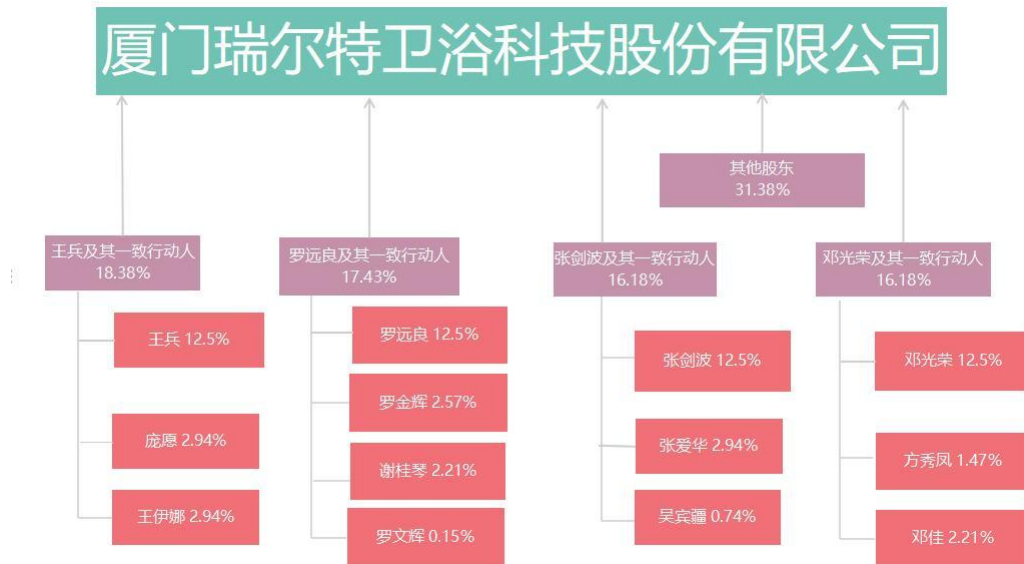 厦门瑞尔特卫浴科技股份有限公司
其他股东
31.38%
王兵及其一致行动人
18.38%
罗远良及其一致行动人
17.43%
张剑波及其一致行动人
16.18%
邓光荣及其一致行动人
16.18%
王兵 12.5%
庞愿 2.94%
王伊娜 2.94%
罗远良 12.5%
罗金辉 2.57%
谢桂琴 2.21%
罗文辉 0.15%
张剑波 12.5%
张爱华 2.94%
吴宾疆 0.74%
邓光荣 12.5%
方秀凤 1.47%
邓佳 2.21%